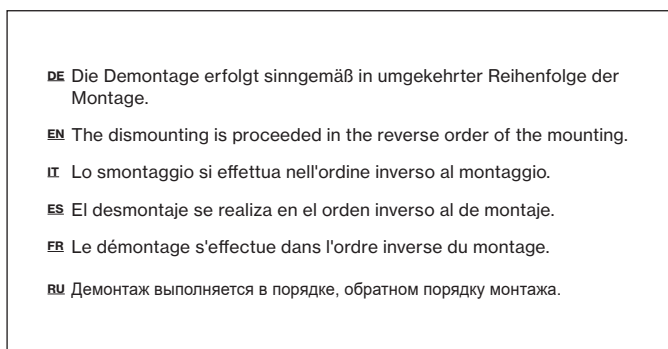 DE Die Demontage erfolgt sinngemäß in umgekehrter Reihenfolge der
Montage.
EN The dismounting is proceeded in the reverse order of the mounting.
IT Lo smontaggio si effettua nell'ordine inverso al montaggio.
ES El desmontaje se realiza en el orden inverso al de montaje.
FR Le démontage s'effectue dans l'ordre inverse du montage.
RU Демонтаж выполняется в порядке, обратном порядку монтажа.